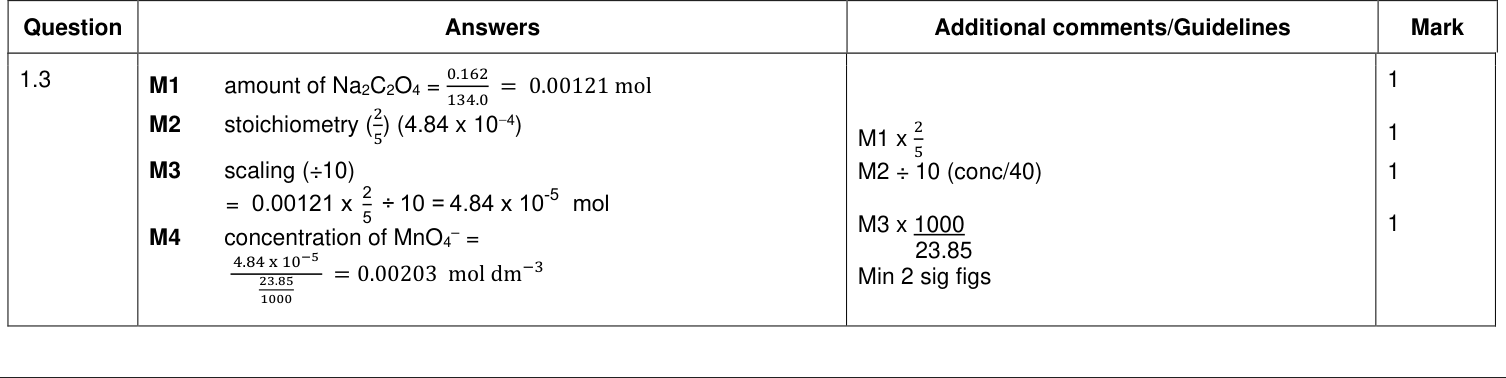 Question Answers Additional comments/Guidelines Mark
1.3
M1 amount of Na₂C₂O₄ = 0.162/134.0 = 0.00121 mol 1
M2 stoichiometry (2/5) (4.84 x 10⁻⁴) M1 x 2/5 1
M3 scaling (÷10) M2 ÷ 10 (conc/40) 1
= 0.00121 x 2/5 ÷ 10 = 4.84 x 10⁻⁵ mol
M4 concentration of MnO₄⁻ = M3 x 1000/23.85 1
4.84 x 10⁻⁵/(23.85/1000) = 0.00203 mol dm⁻³ Min 2 sig figs